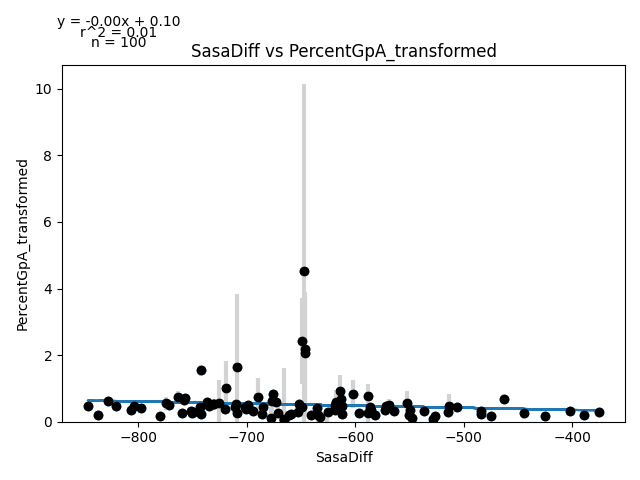 y = -0.00x + 0.10
r^2 = 0.01
n = 100
SasaDiff vs PercentGpA_transformed
10
8
6
4
2
0
PercentGpA_transformed
−800
−700
−600
−500
−400
SasaDiff